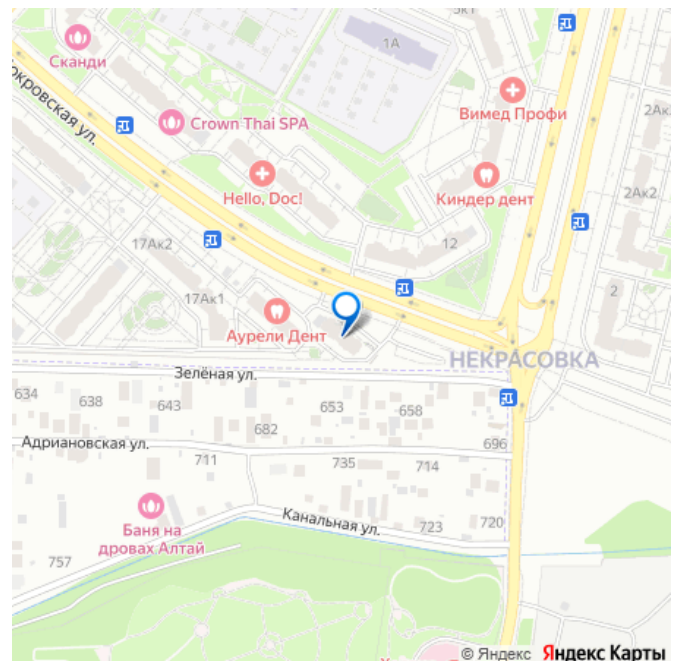 1А
Сканди
Вимед Профи
2Ак.
Покровская ул.
Crown Thai SPA
Hello, Doc!
Киндер дент
2Ак2
17Ак2
12
17Ак1
2
Аурели Дент
НЕКРАСОВКА
Зелёная ул.
634
638
643
653
658
682
696
Адриановская ул.
711
735
714
Канальная ул.
723
720
Баня на
дровах Алтай
757
© Яндекс Яндекс Карты